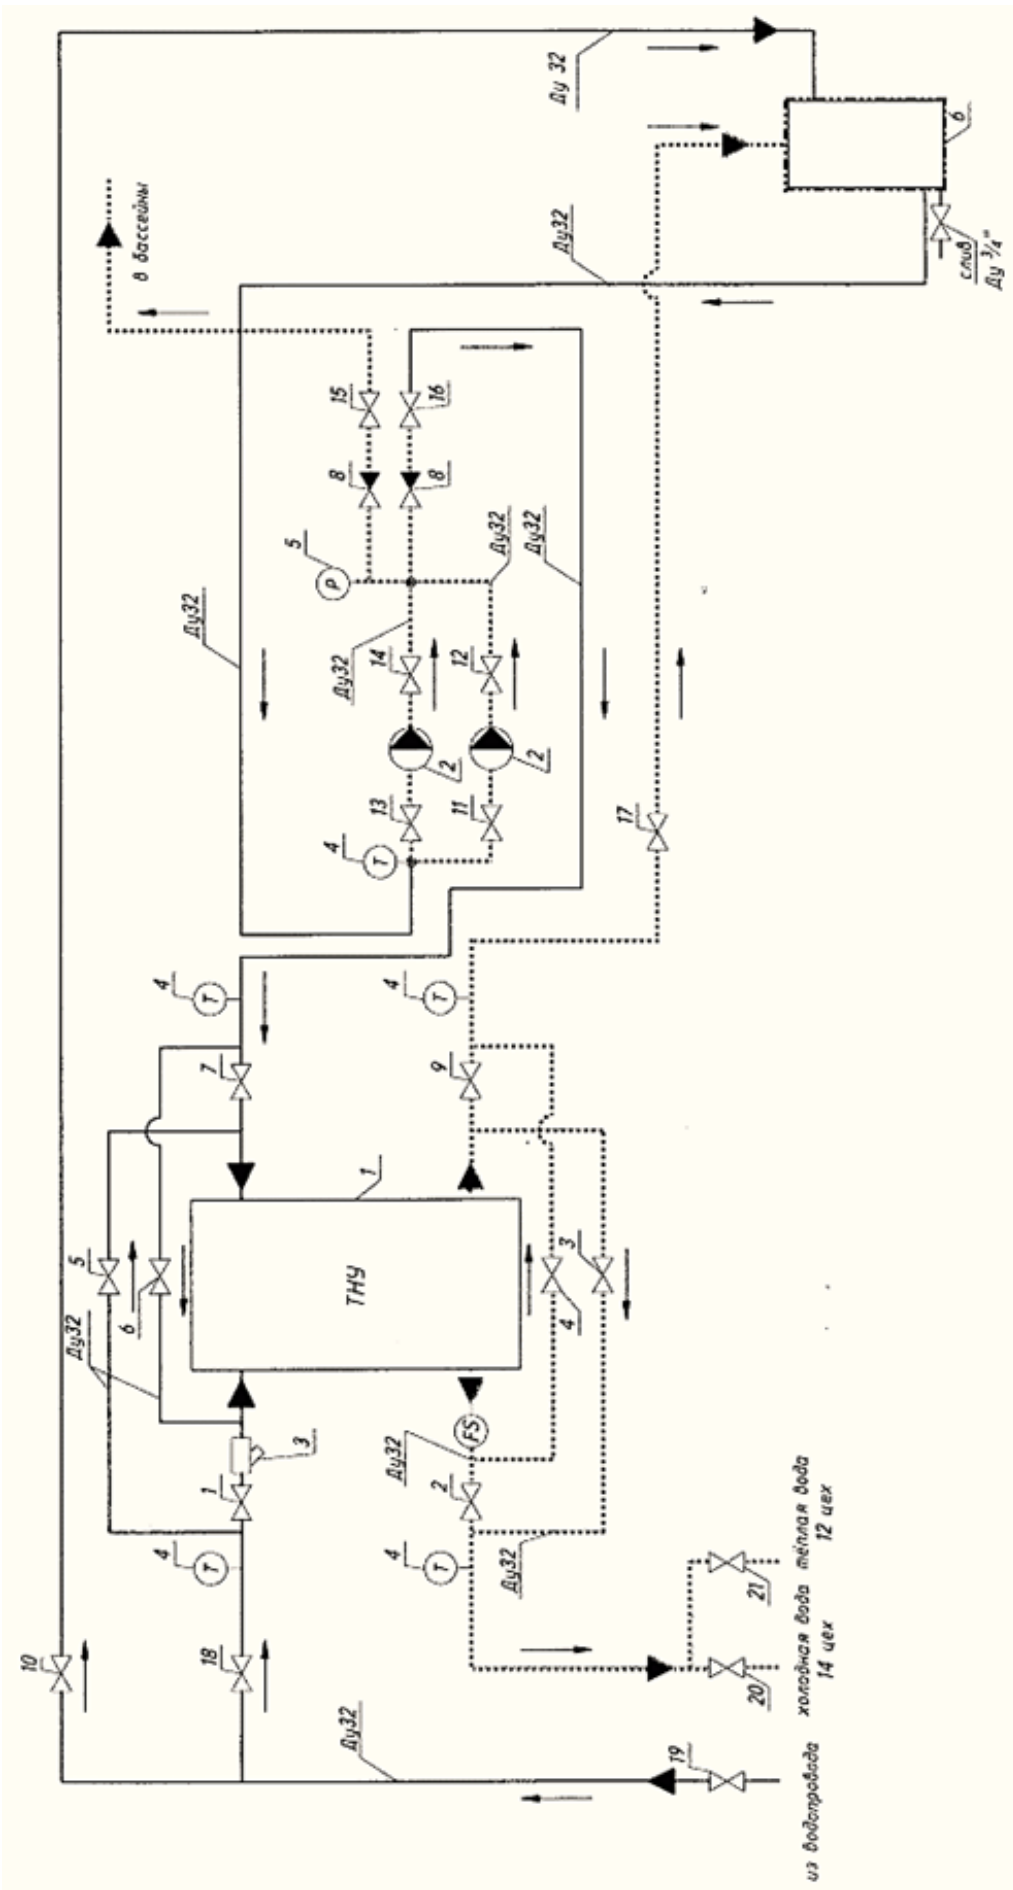 Ду 32
6
слив
Ду 3/4"
Ду32
в бассейны
15
16
8
8
5
P
Ду32
Ду32
Ду32
Ду32
14
12
2
2
13
11
4
T
17
4
T
4
T
7
9
1
ТНУ
5
6
Ду32
3
4
3
1
FS
Ду32
2
4
T
4
T
Ду32
10
18
21
20
19
Ду32
тёплая вода
12 цех
холодная вода
14 цех
из водопровода